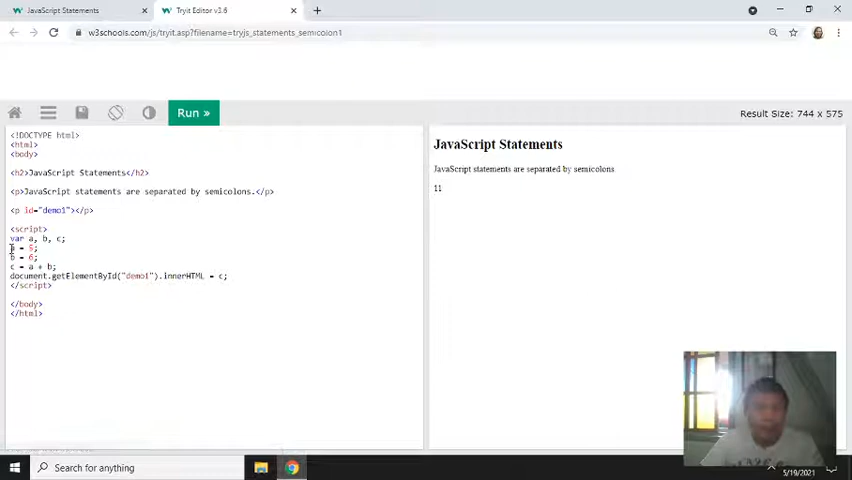 JavaScript Statements
Tryit Editor v3.6
w3schools.com/js/tryit.asp?filename=tryjs_statements_semicolon1
Run »
Result Size: 744 x 575
<!DOCTYPE html>
<html>
<body>
<h2>JavaScript Statements</h2>
<p>JavaScript statements are separated by semicolons.</p>
<p id="demo1"></p>
<script>
var a, b, c;
a = 5;
b = 6;
c = a + b;
document.getElementById("demo1").innerHTML = c;
</script>
</body>
</html>
JavaScript Statements
JavaScript statements are separated by semicolons.
11
Search for anything
5/19/2021